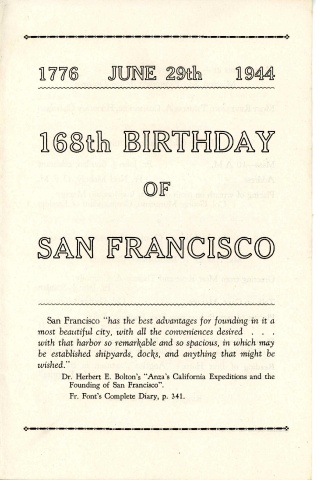 1776 JUNE 29th 1944
168th BIRTHDAY
OF
SAN FRANCISCO
San Francisco "has the best advantages for founding in it a
most beautiful city, with all the conveniences desired . . .
with that harbor so remarkable and so spacious, in which may
be established shipyards, docks, and anything that might be
wished."
Dr. Herbert E. Bolton's "Anza's California Expeditions and the
Founding of San Francisco".
Fr. Font's Complete Diary, p. 341.